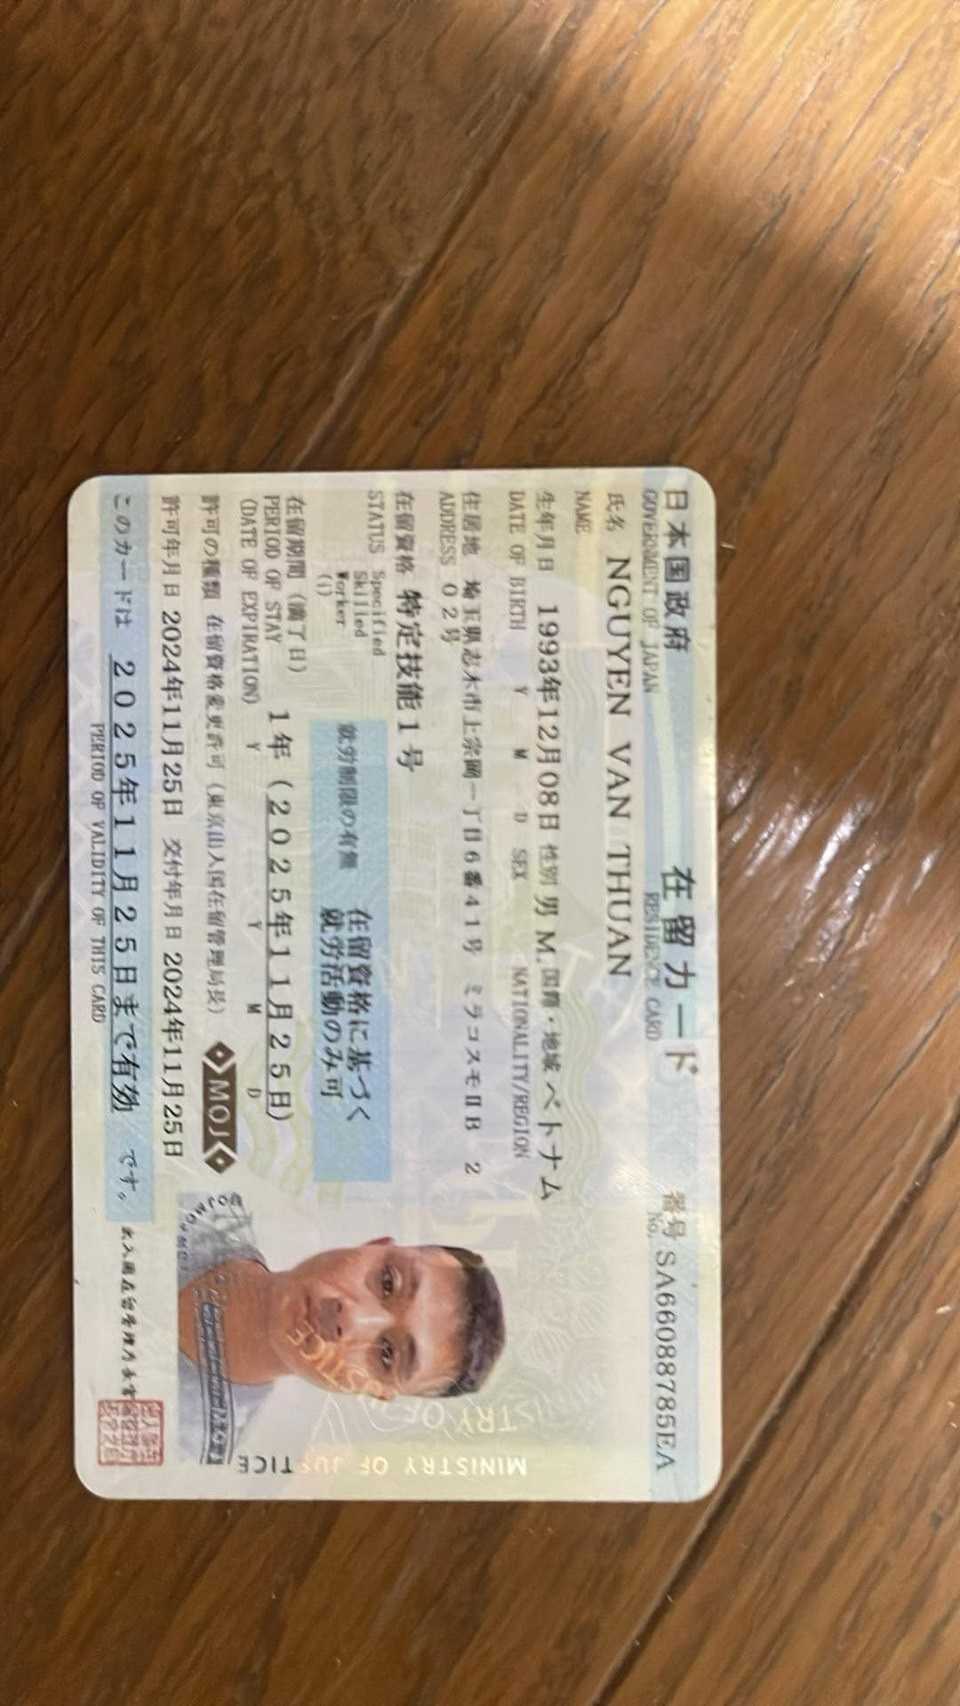 日本国政府 在留カード 番号 SA66088785EA
GOVERNMENT OF JAPAN RESIDENCE CARD No.
氏名 NGUYEN VAN THUAN
NAME
生年月日 1993年12月08日 性別 男 M. 国籍・地域 ベトナム
DATE OF BIRTH Y M D SEX NATIONALITY/REGION
住居地 埼玉県志木市上宗岡一丁目6番41号 ミラコスモⅡB 2
ADDRESS 02号
在留資格 特定技能1号
STATUS Specified
Skilled
Worker
(i)
就労制限の有無 在留資格に基づく
就労活動のみ可
在留期間(満了日)
PERIOD OF STAY
(DATE OF EXPIRATION)
1年(2025年11月25日)
Y Y M D
許可の種類 在留資格変更許可(東京出入国在留管理局長)
MOJ
許可年月日 2024年11月25日 交付年月日 2024年11月25日
このカードは 2025年11月25日まで有効 です。
PERIOD OF VALIDITY OF THIS CARD
MINISTRY OF JUSTICE